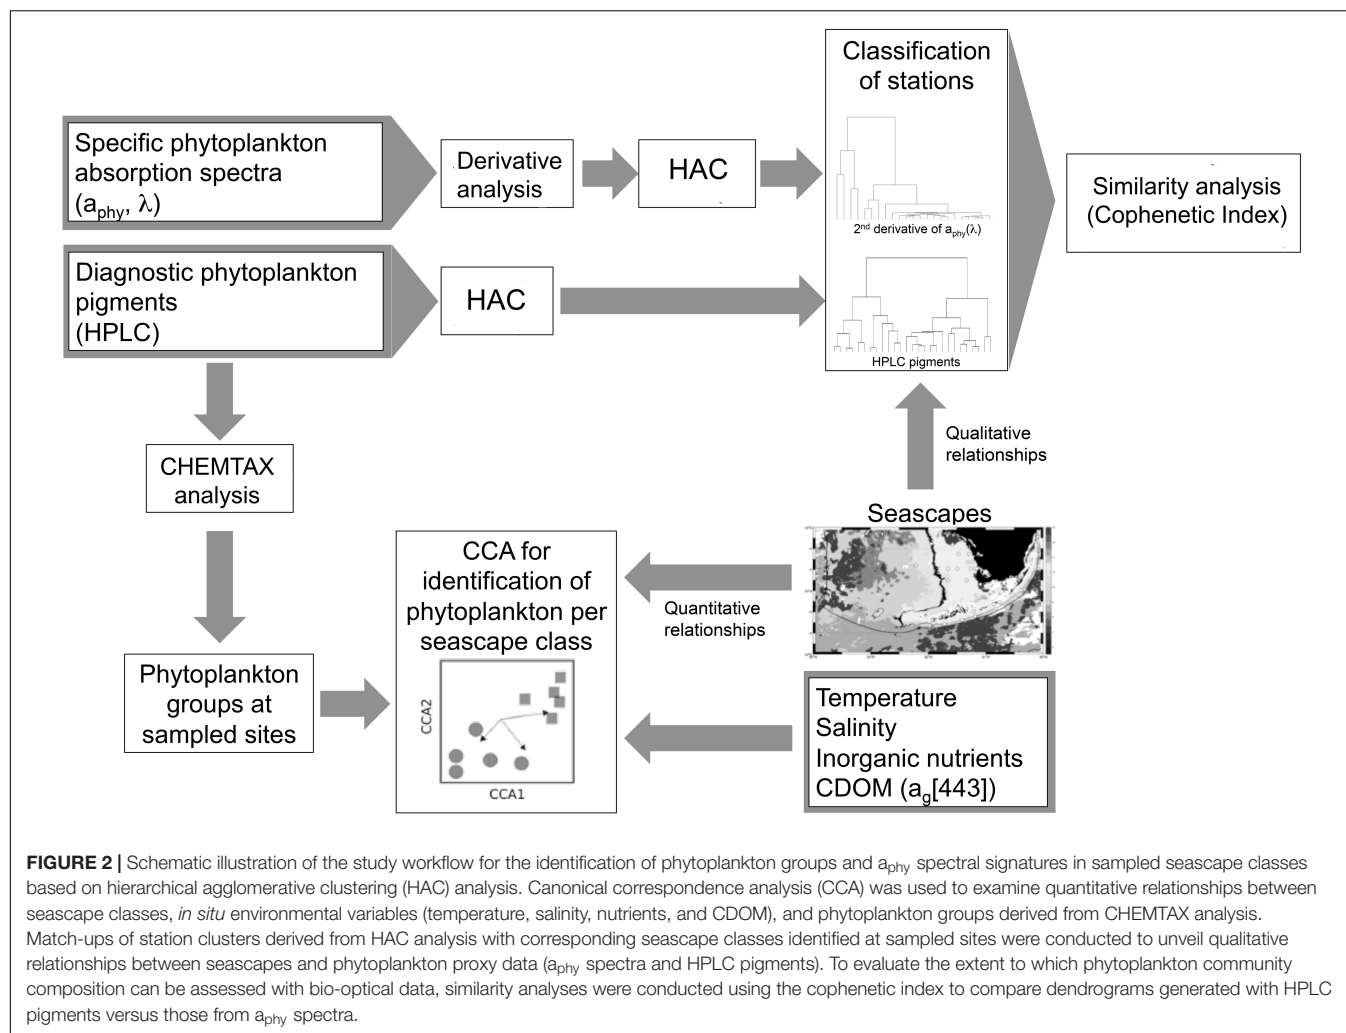 Specific phytoplankton
absorption spectra
(aphy, λ)
Derivative
analysis
HAC
Classification
of stations
2nd derivative of aphy(λ)
HPLC pigments
Similarity analysis
(Cophenetic Index)
Diagnostic phytoplankton
pigments
(HPLC)
HAC
CHEMTAX
analysis
Phytoplankton
groups at
sampled sites
CCA for
identification of
phytoplankton per
seascape class
CCA2
CCA1
Qualitative
relationships
Seascapes
Quantitative
relationships
Temperature
Salinity
Inorganic nutrients
CDOM (ag[443])
FIGURE 2 | Schematic illustration of the study workflow for the identification of phytoplankton groups and aphy spectral signatures in sampled seascape classes
based on hierarchical agglomerative clustering (HAC) analysis. Canonical correspondence analysis (CCA) was used to examine quantitative relationships between
seascape classes, in situ environmental variables (temperature, salinity, nutrients, and CDOM), and phytoplankton groups derived from CHEMTAX analysis.
Match-ups of station clusters derived from HAC analysis with corresponding seascape classes identified at sampled sites were conducted to unveil qualitative
relationships between seascapes and phytoplankton proxy data (aphy spectra and HPLC pigments). To evaluate the extent to which phytoplankton community
composition can be assessed with bio-optical data, similarity analyses were conducted using the cophenetic index to compare dendrograms generated with HPLC
pigments versus those from aphy spectra.